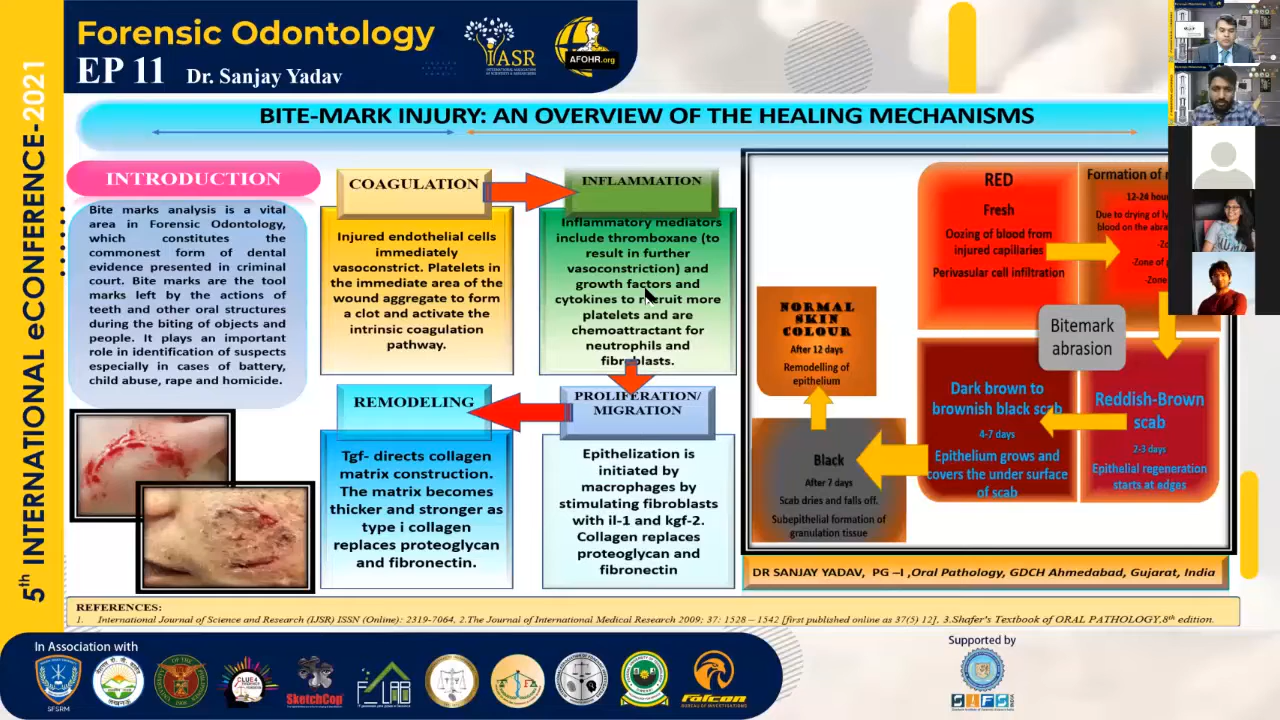 5th INTERNATIONAL eCONFERENCE-2021
Forensic Odontology
EP 11 Dr. Sanjay Yadav
IASR
AFOHR.org
BITE-MARK INJURY: AN OVERVIEW OF THE HEALING MECHANISMS
INTRODUCTION
Bite marks analysis is a vital
area in Forensic Odontology,
which constitutes the
commonest form of dental
evidence presented in criminal
court. Bite marks are the tool
marks left by the actions of
teeth and other oral structures
during the biting of objects and
people. It plays an important
role in identification of suspects
especially in cases of battery,
child abuse, rape and homicide.
COAGULATION
Injured endothelial cells
immediately
vasoconstrict. Platelets in
the immediate area of the
wound aggregate to form
a clot and activate the
intrinsic coagulation
pathway.
INFLAMMATION
Inflammatory mediators
include thromboxane (to
result in further
vasoconstriction) and
growth factors and
cytokines to recruit more
platelets and are
chemoattractant for
neutrophils and
fibroblasts.
PROLIFERATION/
MIGRATION
Epithelization is
initiated by
macrophages by
stimulating fibroblasts
with il-1 and kgf-2.
Collagen replaces
proteoglycan and
fibronectin
REMODELING
Tgf- directs collagen
matrix construction.
The matrix becomes
thicker and stronger as
type i collagen
replaces proteoglycan
and fibronectin.
RED
Fresh
Oozing of blood from
injured capillaries
Perivasular cell infiltration
Formation of
12-24
Due to drying of
blood on the
-Zone of
-Zone
Bitemark
abrasion
Reddish-Brown
scab
2-3 days
Epithelial regeneration
starts at edges
Dark brown to
brownish black scab
4-7 days
Epithelium grows and
covers the under surface
of scab
Black
After 7 days
Scab dries and falls off.
Subepithelial formation of
granulation tissue
NORMAL
SKIN
COLOUR
After 12 days
Remodelling of
epithelium
DR SANJAY YADAV, PG –I ,Oral Pathology, GDCH Ahmedabad, Gujarat, India
REFERENCES:
1. International Journal of Science and Research (IJSR) ISSN (Online): 2319-7064, 2.The Journal of International Medical Research 2009; 37: 1528 – 1542 [first published online as 37(5) 12], 3.Shafer's Textbook of ORAL PATHOLOGY,8th edition.
In Association with
SFSRM
CLUE 4
SketchCop
F-LAB
Falcon
BUREAU OF INVESTIGATIONS
Supported by
SIFS